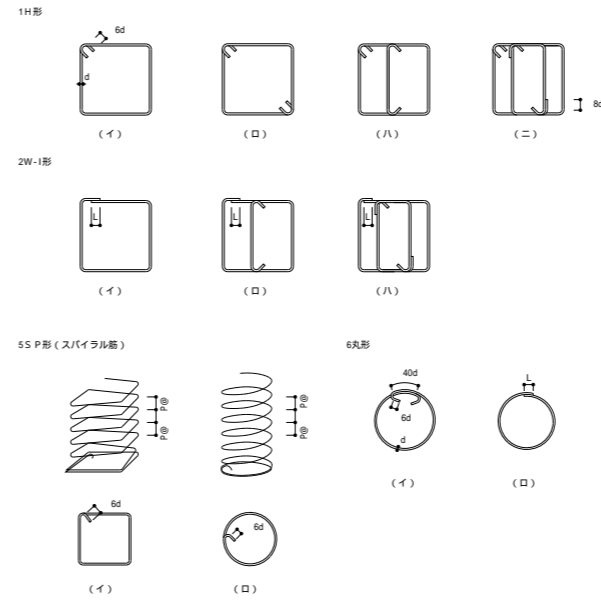 1H形
6d
d
8d
(イ) (ロ) (ハ) (ニ)
2W-I形
L L L
(イ) (ロ) (ハ)
5SP形(スパイラル筋) 6丸形
P@ P@ P@ P@
40d
6d
d
L
(イ) (ロ)
6d 6d
(イ) (ロ)